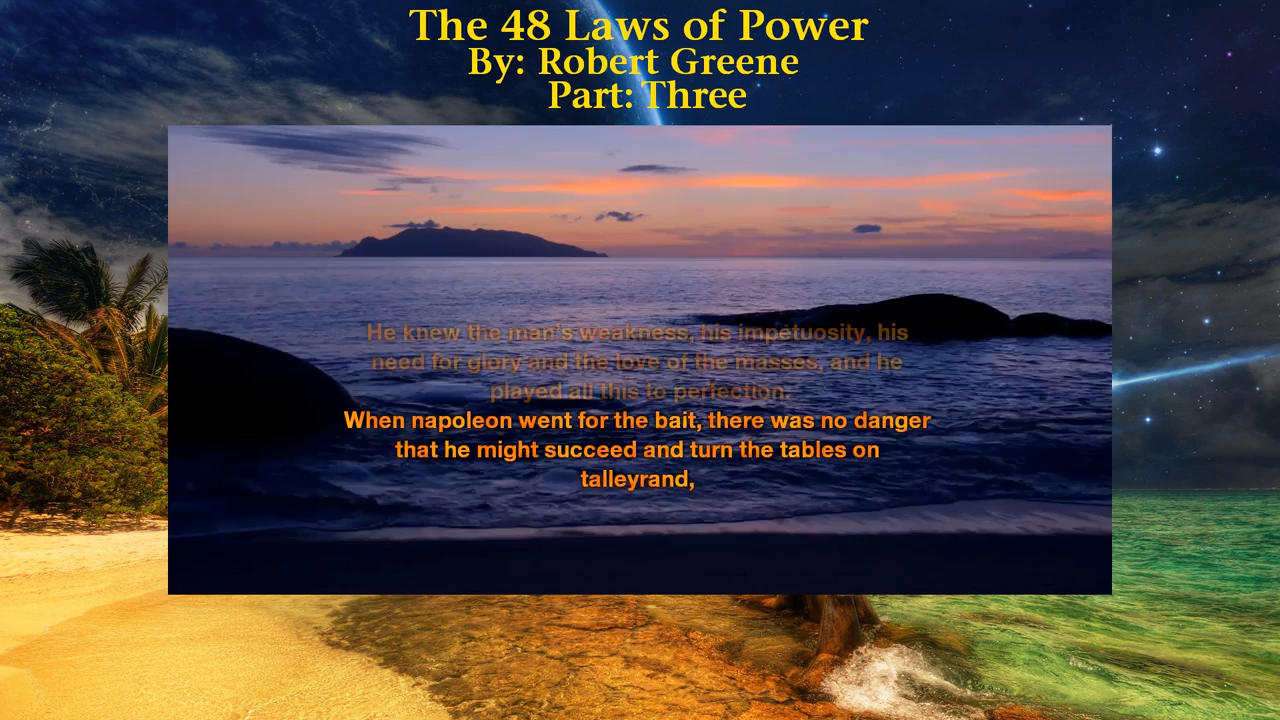 The 48 Laws of Power
By: Robert Greene
Part: Three
He knew the man's weakness, his impetuosity, his
need for glory and the love of the masses, and he
played all this to perfection.
When napoleon went for the bait, there was no danger
that he might succeed and turn the tables on
talleyrand,